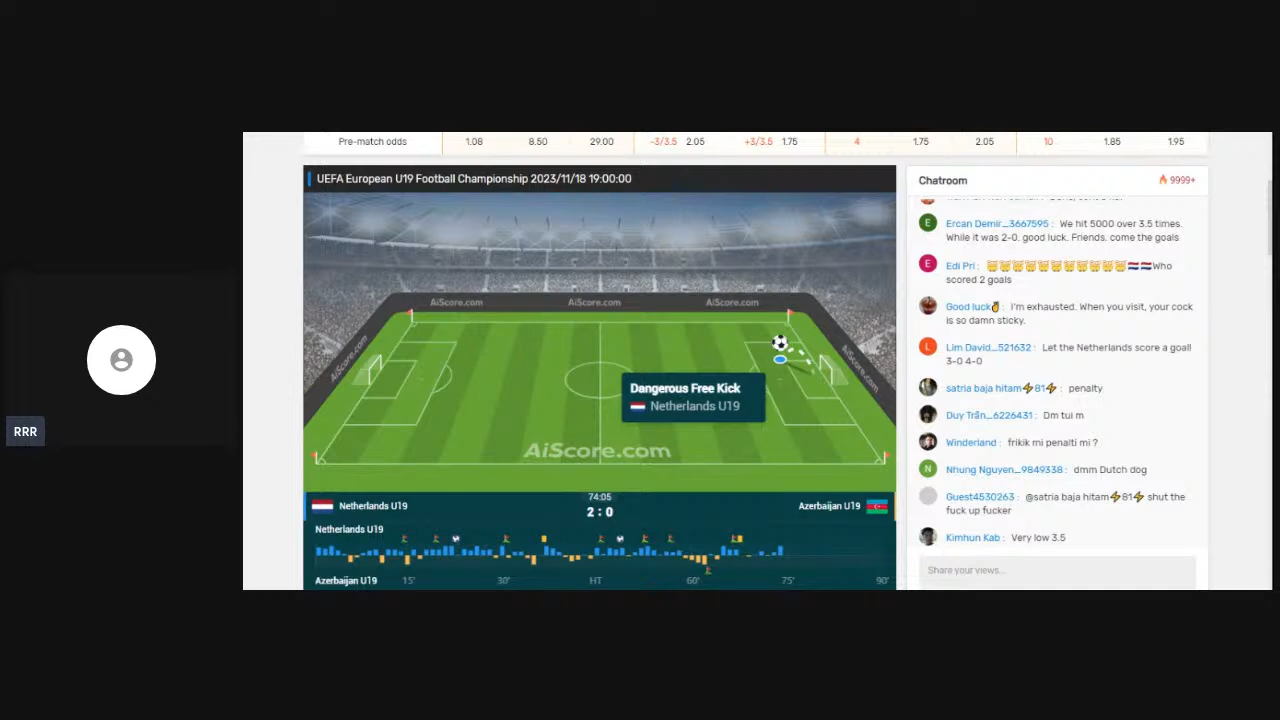 Pre-match odds 1.08 8.50 29.00 -3/3.5 2.05 +3/3.5 1.75 4 1.75 2.05 10 1.85 1.95
UEFA European U19 Football Championship 2023/11/18 19:00:00
AiScore.com AiScore.com AiScore.com
AiScore.com AiScore.com
Dangerous Free Kick
Netherlands U19
AiScore.com
74:05
Netherlands U19 2 : 0 Azerbaijan U19
Netherlands U19
Azerbaijan U19 15' 30' HT 60' 75' 90'
Chatroom 9999+
Ercan Demir_3667595 : We hit 5000 over 3.5 times.
While it was 2-0. good luck. Friends. come the goals
E
Edi Pri : Who
scored 2 goals
E
Good luck : I'm exhausted. When you visit, your cock
is so damn sticky.
Lim David_521632 : Let the Netherlands score a goal!
3-0 4-0
L
satria baja hitam⚡81⚡ : penalty
Duy Trần_6226431 : Dm tui m
Winderland : frikik mi penalti mi ?
N
Nhung Nguyen_9849338 : dmm Dutch dog
Guest4530263 : @satria baja hitam⚡81⚡ shut the
fuck up fucker
Kimhun Kab : Very low 3.5
Share your views...
RRR